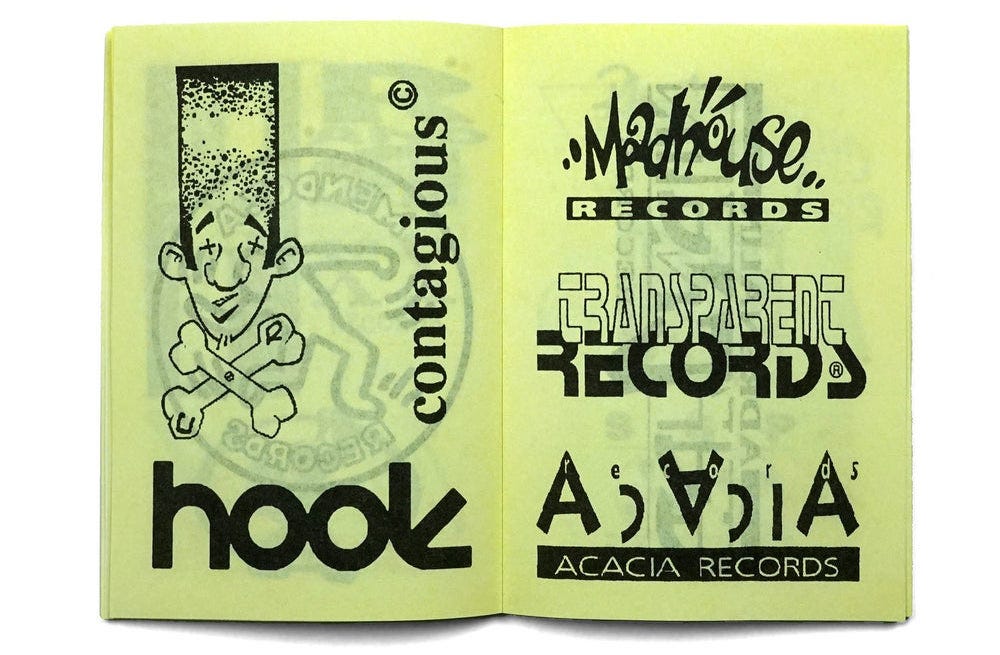 contagious©
R
C
hook
Madhouse
RECORDS
TRANSPARENT
RECORDS®
records
AcAciA
ACACIA RECORDS